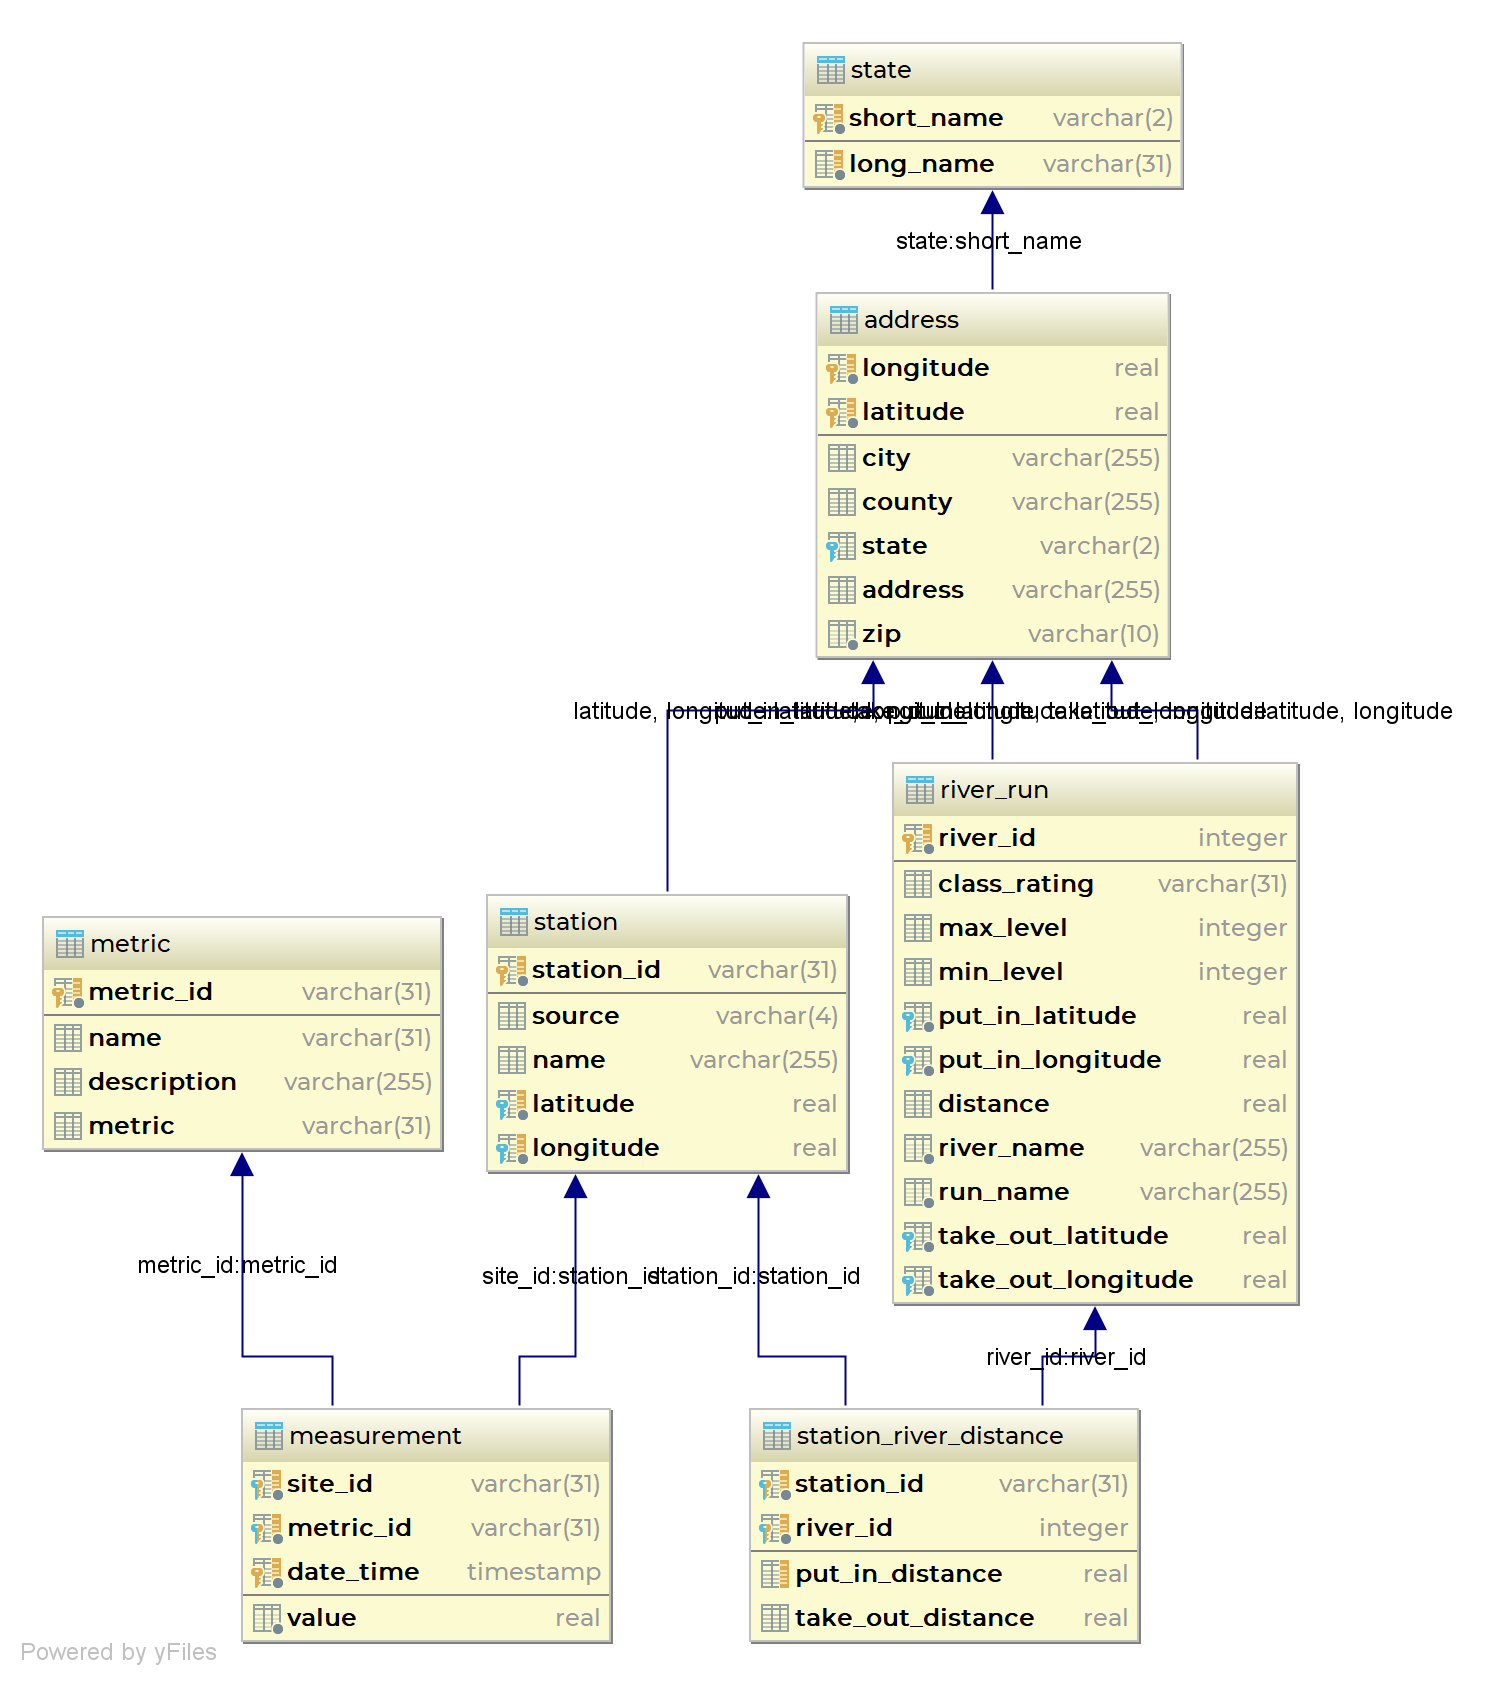 state
short_name varchar(2)
long_name varchar(31)
state:short_name
address
longitude real
latitude real
city varchar(255)
county varchar(255)
state varchar(2)
address varchar(255)
zip varchar(10)
latitude, longitude
latitude, longitude
river_run
river_id integer
class_rating varchar(31)
max_level integer
min_level integer
put_in_latitude real
put_in_longitude real
distance real
river_name varchar(255)
run_name varchar(255)
take_out_latitude real
take_out_longitude real
station
station_id varchar(31)
source varchar(4)
name varchar(255)
latitude real
longitude real
metric
metric_id varchar(31)
name varchar(31)
description varchar(255)
metric varchar(31)
metric_id:metric_id
site_id:station_id
station_id:station_id
river_id:river_id
measurement
site_id varchar(31)
metric_id varchar(31)
date_time timestamp
value real
station_river_distance
station_id varchar(31)
river_id integer
put_in_distance real
take_out_distance real
Powered by yFiles